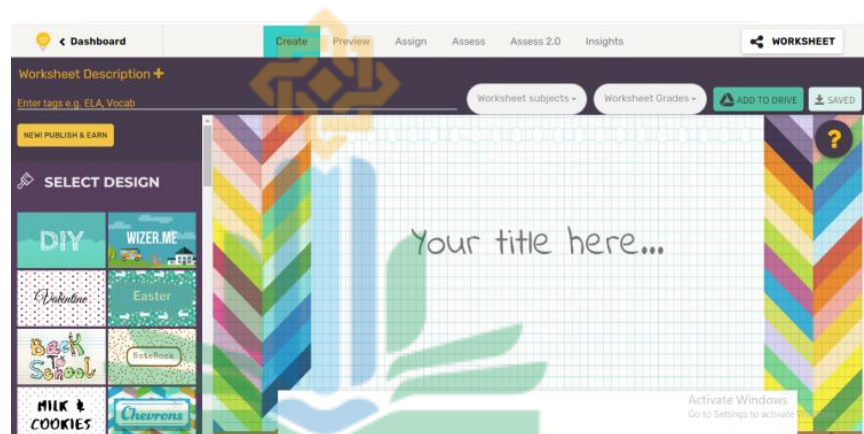 < Dashboard
Create Preview Assign Assess Assess 2.0 Insights
WORKSHEET
Worksheet Description +
Enter tags e.g. ELA, Vocab
Worksheet subjects
Worksheet Grades
ADD TO DRIVE
SAVED
NEW! PUBLISH & EARN
?
SELECT DESIGN
Your title here...
DIY
WIZER.ME
Valentine
Easter
Back
To
School
NoteBook
MILK &
COOKIES
Chevrons
Activate Windows
Go to Settings to activate